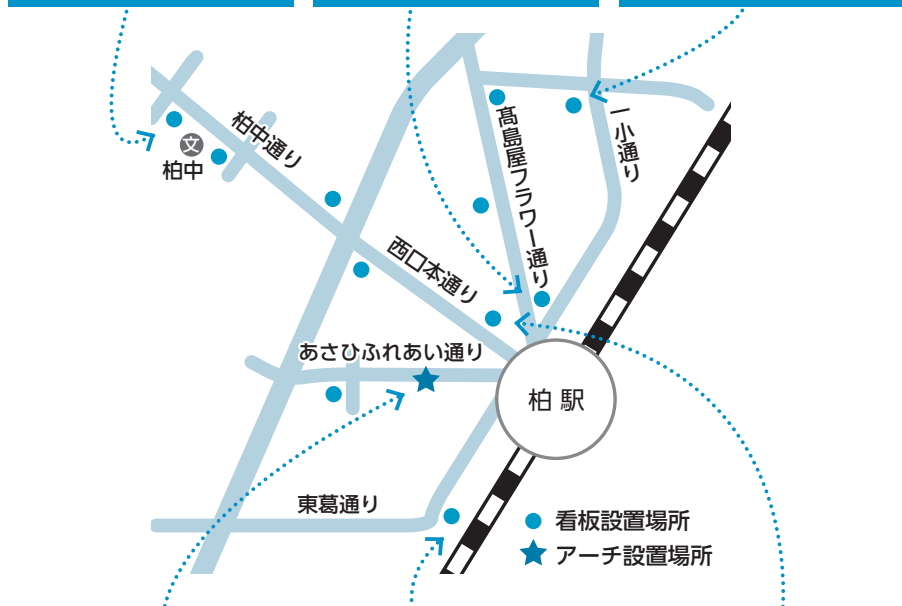 柏中通り
文
柏中
髙島屋フラワー通り
一小通り
西口本通り
あさひふれあい通り
柏駅
東葛通り
看板設置場所
アーチ設置場所